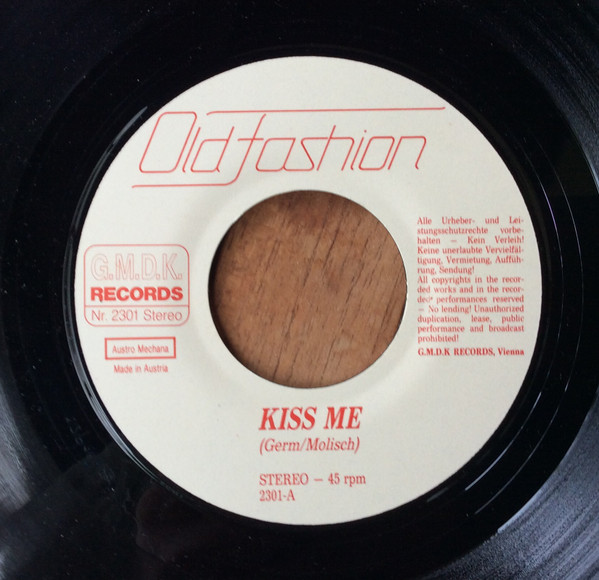 Old Fashion
G.M.D.K.
RECORDS
Nr. 2301 Stereo
Austro Mechana
Made in Austria
Alle Urheber- und Lei-
stungsschutzrechte vorbe-
halten — Kein Verleih!
Keine unerlaubte Vervielfäl-
tigung, Vermietung, Auffüh-
rung, Sendung!
All copyrights in the recor-
ded works and in the recor-
ded performances reserved
— No lending! Unauthorized
duplication, lease, public
performance and broadcast
prohibited!
G.M.D.K RECORDS, Vienna
KISS ME
(Germ/Molisch)
STEREO — 45 rpm
2301-A